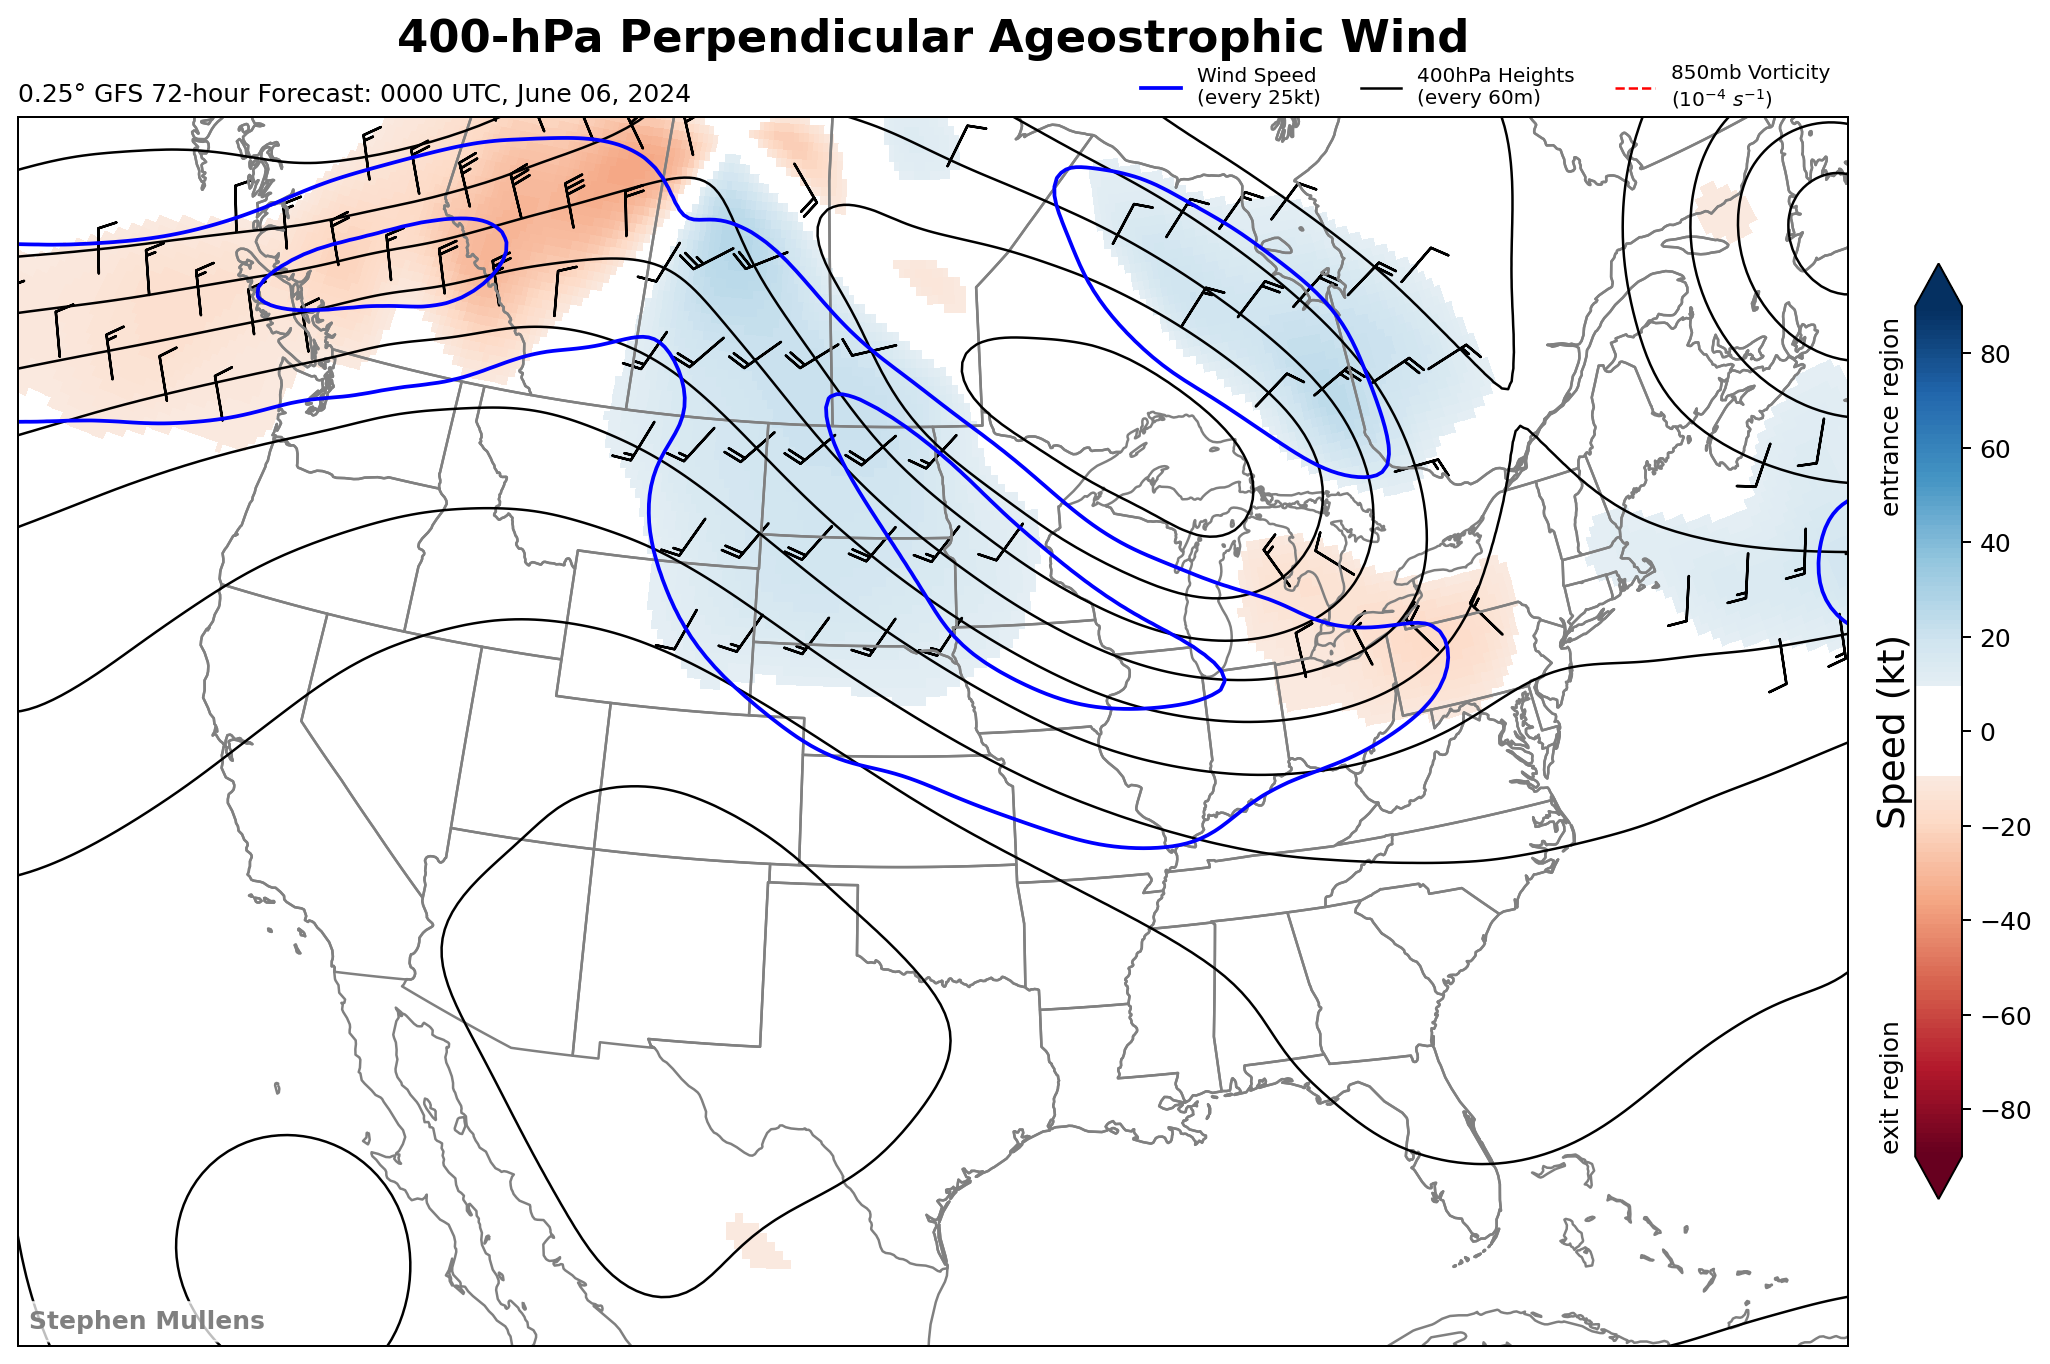 400-hPa Perpendicular Ageostrophic Wind
0.25° GFS 72-hour Forecast: 0000 UTC, June 06, 2024
Wind Speed
(every 25kt)
400hPa Heights
(every 60m)
850mb Vorticity
(10⁻⁴ s⁻¹)
entrance region
Speed (kt)
exit region
80
60
40
20
0
−20
−40
−60
−80
Stephen Mullens